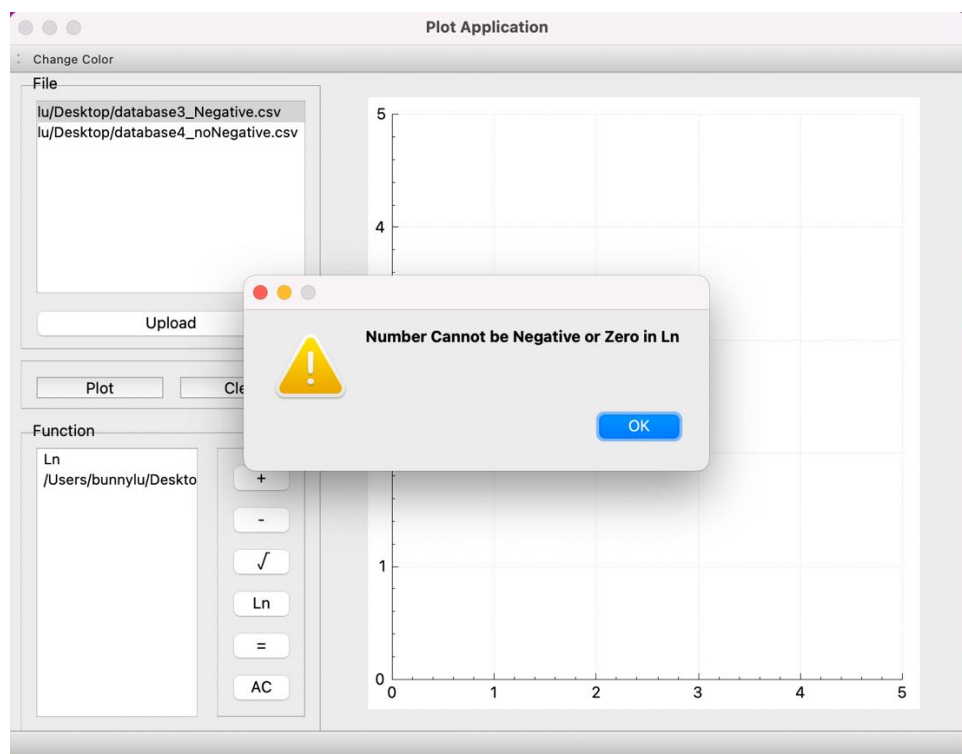 Plot Application
Change Color
File
lu/Desktop/database3_Negative.csv
lu/Desktop/database4_noNegative.csv
Upload
Plot
Cle
Function
Ln
/Users/bunnylu/Deskto
+
-
√
Ln
=
AC
Number Cannot be Negative or Zero in Ln
OK
5
4
1
0
0 1 2 3 4 5